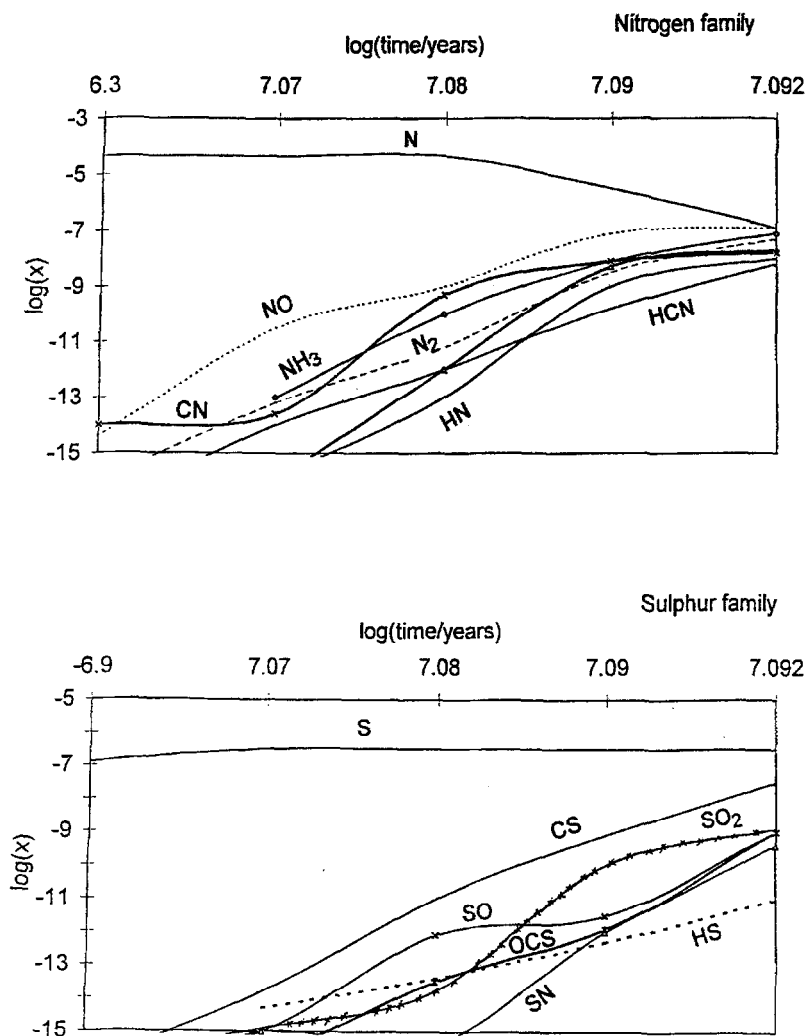 Nitrogen family
log(time/years)
6.3 7.07 7.08 7.09 7.092
-3
-5
-7
-9
-11
-13
-15
log(x)
N
NO
NH3
N2
CN
HN
HCN
Sulphur family
log(time/years)
-6.9 7.07 7.08 7.09 7.092
-5
-7
-9
-11
-13
-15
log(x)
S
CS
SO2
SO
OCS
HS
SN